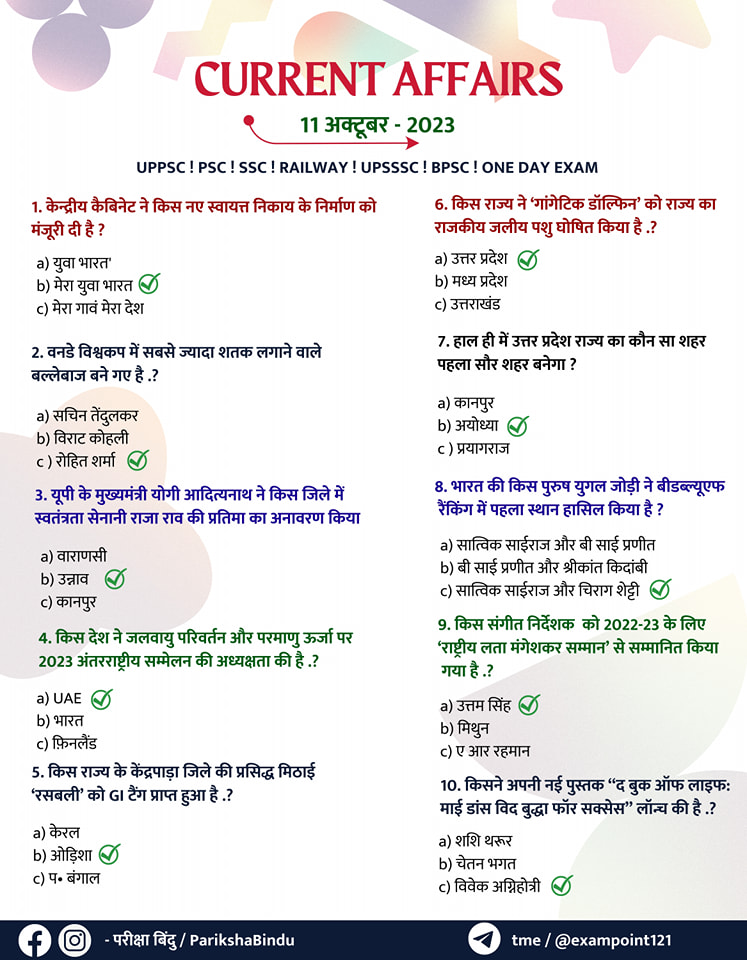 CURRENT AFFAIRS
11 अक्टूबर - 2023
UPPSC ! PSC ! SSC ! RAILWAY ! UPSSSC ! BPSC ! ONE DAY EXAM
1. केन्द्रीय कैबिनेट ने किस नए स्वायत्त निकाय के निर्माण को
मंजूरी दी है ?
a) युवा भारत'
b) मेरा युवा भारत
c) मेरा गावं मेरा देश
2. वनडे विश्वकप में सबसे ज्यादा शतक लगाने वाले
बल्लेबाज बने गए है .?
a) सचिन तेंदुलकर
b) विराट कोहली
c ) रोहित शर्मा
3. यूपी के मुख्यमंत्री योगी आदित्यनाथ ने किस जिले में
स्वतंत्रता सेनानी राजा राव की प्रतिमा का अनावरण किया
a) वाराणसी
b) उन्नाव
c) कानपुर
4. किस देश ने जलवायु परिवर्तन और परमाणु ऊर्जा पर
2023 अंतरराष्ट्रीय सम्मेलन की अध्यक्षता की है .?
a) UAE
b) भारत
c) फ़िनलैंड
5. किस राज्य के केंद्रपाड़ा जिले की प्रसिद्ध मिठाई
‘रसबली’ को GI टैंग प्राप्त हुआ है .?
a) केरल
b) ओड़िशा
c) प• बंगाल
6. किस राज्य ने ‘गांगेटिक डॉल्फिन’ को राज्य का
राजकीय जलीय पशु घोषित किया है .?
a) उत्तर प्रदेश
b) मध्य प्रदेश
c) उत्तराखंड
7. हाल ही में उत्तर प्रदेश राज्य का कौन सा शहर
पहला सौर शहर बनेगा ?
a) कानपुर
b) अयोध्या
c ) प्रयागराज
8. भारत की किस पुरुष युगल जोड़ी ने बीडब्ल्यूएफ
रैंकिंग में पहला स्थान हासिल किया है ?
a) सात्विक साईराज और बी साई प्रणीत
b) बी साई प्रणीत और श्रीकांत किदांबी
c) सात्विक साईराज और चिराग शेट्टी
9. किस संगीत निर्देशक को 2022-23 के लिए
‘राष्ट्रीय लता मंगेशकर सम्मान’ से सम्मानित किया
गया है .?
a) उत्तम सिंह
b) मिथुन
c) ए आर रहमान
10. किसने अपनी नई पुस्तक “द बुक ऑफ लाइफ:
माई डांस विद बुद्धा फॉर सक्सेस” लॉन्च की है .?
a) शशि थरूर
b) चेतन भगत
c) विवेक अग्निहोत्री
- परीक्षा बिंदु / ParikshaBindu
tme / @exampoint121